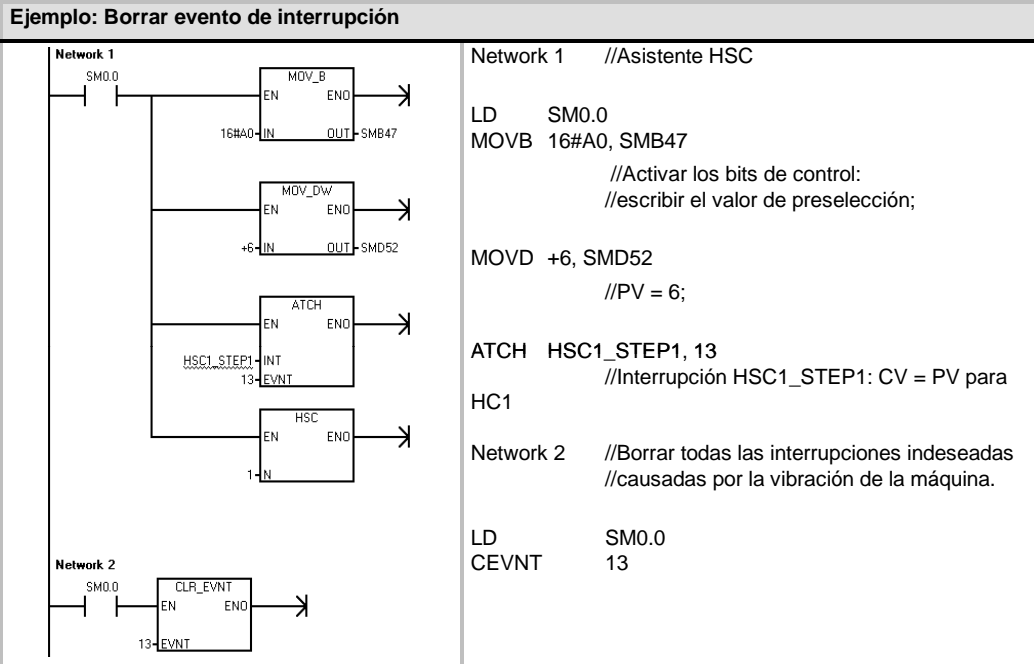 Ejemplo: Borrar evento de interrupción
Network 1
SM0.0
MOV_B
EN ENO
16#A0 IN OUT SMB47
MOV_DW
EN ENO
+6 IN OUT SMD52
ATCH
EN ENO
HSC1_STEP1 INT
13 EVNT
HSC
EN ENO
1 N
Network 2
SM0.0 CLR_EVNT
EN ENO
13 EVNT
Network 1 //Asistente HSC
LD SM0.0
MOVB 16#A0, SMB47
//Activar los bits de control:
//escribir el valor de preselección;
MOVD +6, SMD52
//PV = 6;
ATCH HSC1_STEP1, 13
//Interrupción HSC1_STEP1: CV = PV para
HC1
Network 2 //Borrar todas las interrupciones indeseadas
//causadas por la vibración de la máquina.
LD SM0.0
CEVNT 13